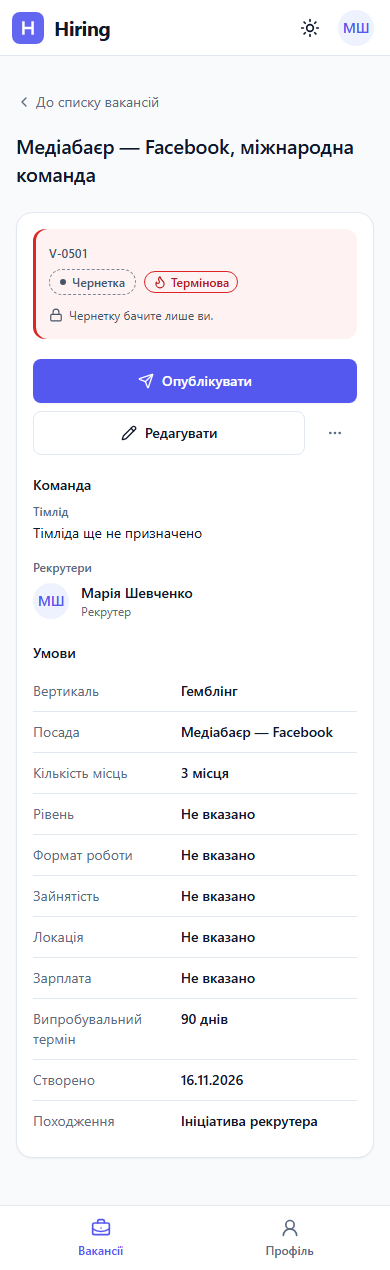 H Hiring
МШ
До списку вакансій
Медіабаєр — Facebook, міжнародна
команда
V-0501
Чернетка
Термінова
Чернетку бачите лише ви.
Опублікувати
Редагувати
Команда
Тімлід
Тімліда ще не призначено
Рекрутери
МШ
Марія Шевченко
Рекрутер
Умови
Вертикаль Гемблінг
Посада Медіабаєр — Facebook
Кількість місць 3 місця
Рівень Не вказано
Формат роботи Не вказано
Зайнятість Не вказано
Локація Не вказано
Зарплата Не вказано
Випробувальний 90 днів
термін
Створено 16.11.2026
Походження Ініціатива рекрутера
Вакансії Профіль